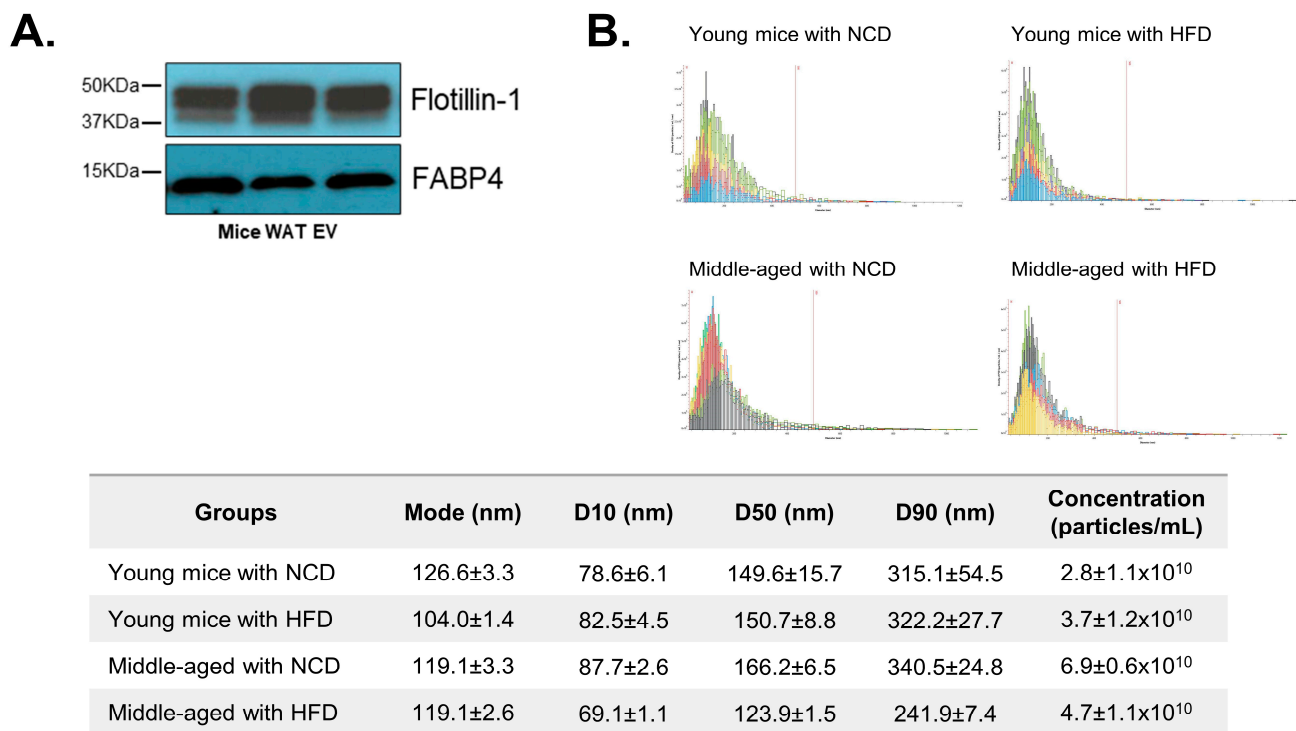 A.
50KDa
37KDa
Flotillin-1
15KDa
FABP4
Mice WAT EV
B.
Young mice with NCD
Young mice with HFD
Middle-aged with NCD
Middle-aged with HFD
Groups Mode (nm) D10 (nm) D50 (nm) D90 (nm) Concentration (particles/mL)
Young mice with NCD 126.6±3.3 78.6±6.1 149.6±15.7 315.1±54.5 2.8±1.1x10¹⁰
Young mice with HFD 104.0±1.4 82.5±4.5 150.7±8.8 322.2±27.7 3.7±1.2x10¹⁰
Middle-aged with NCD 119.1±3.3 87.7±2.6 166.2±6.5 340.5±24.8 6.9±0.6x10¹⁰
Middle-aged with HFD 119.1±2.6 69.1±1.1 123.9±1.5 241.9±7.4 4.7±1.1x10¹⁰